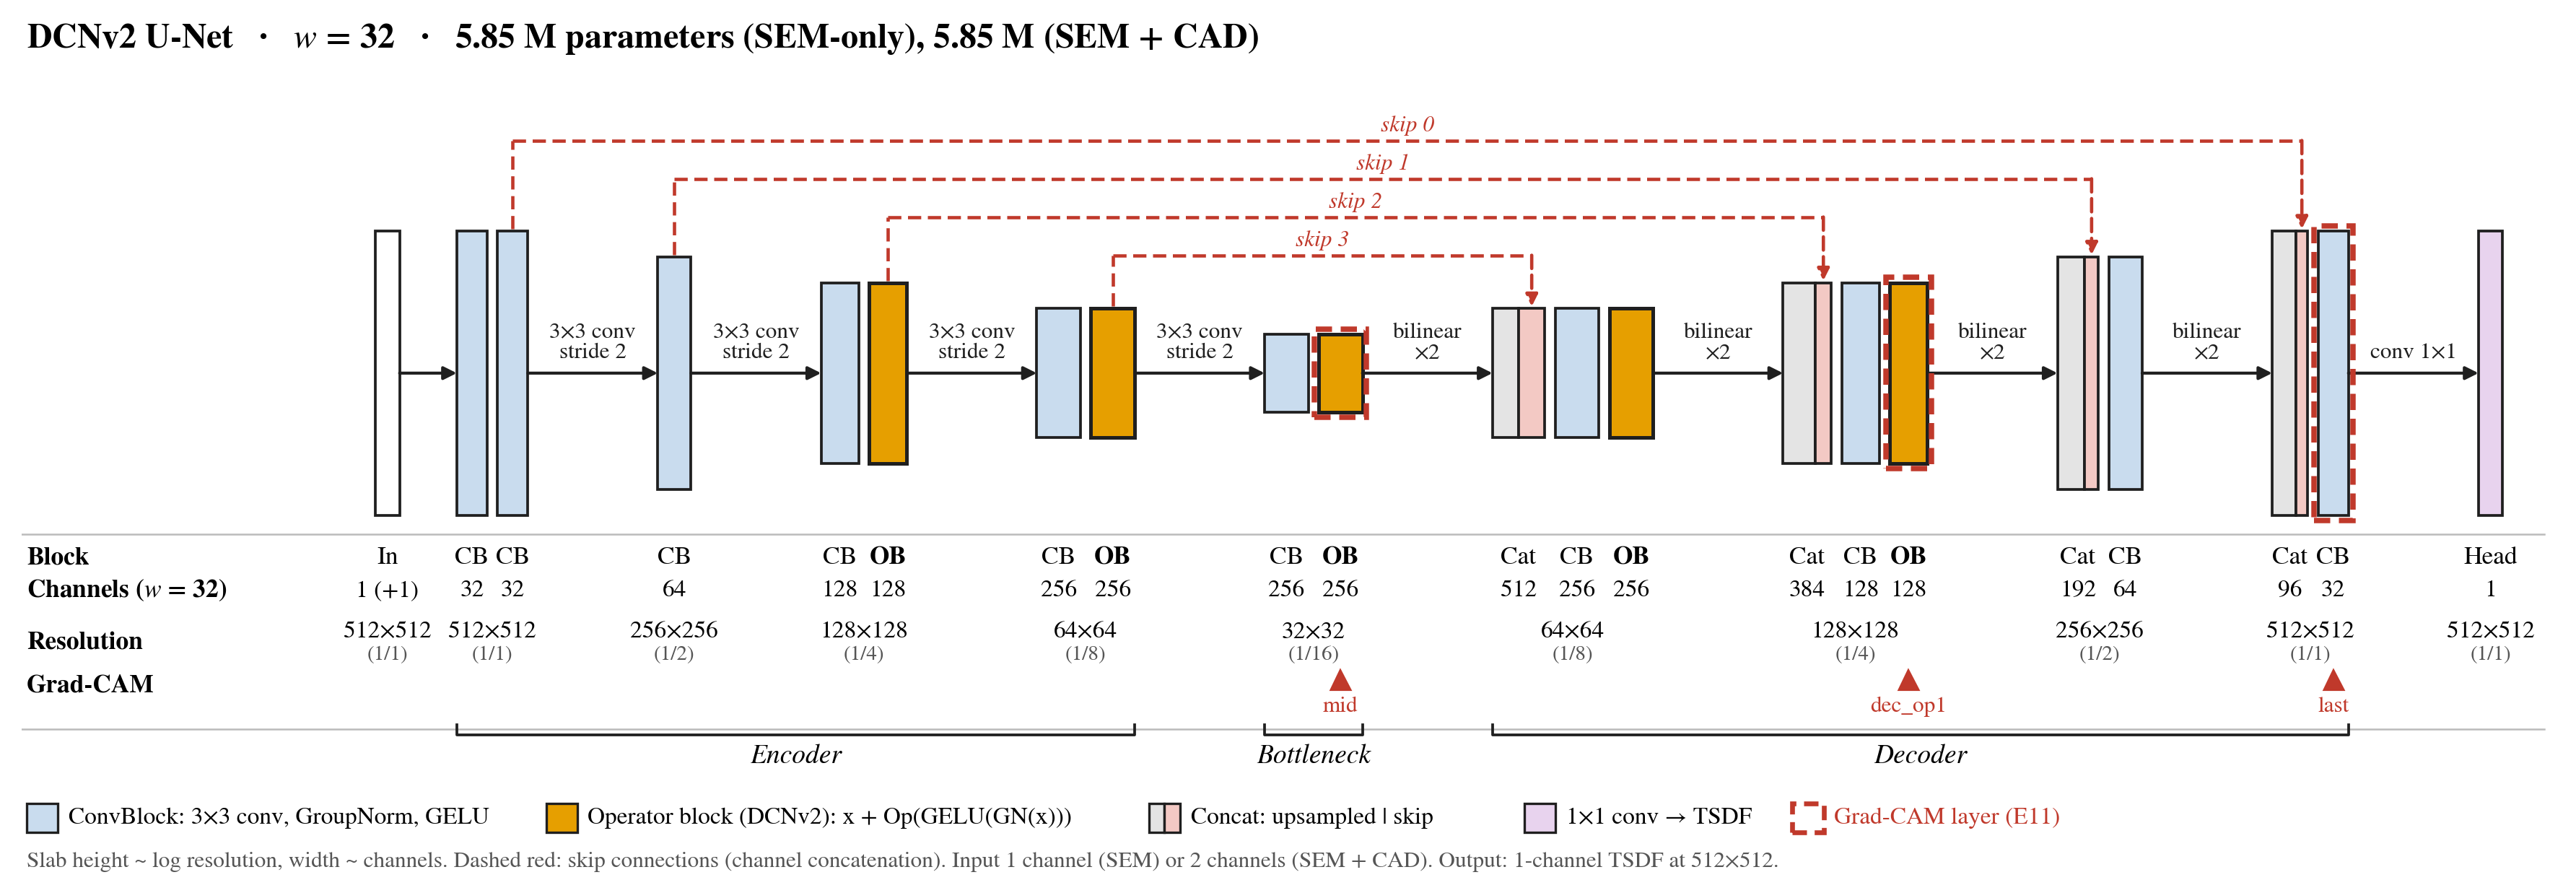 DCNv2 U-Net · w = 32 · 5.85 M parameters (SEM-only), 5.85 M (SEM + CAD)
skip 0
skip 1
skip 2
skip 3
3×3 conv stride 2
3×3 conv stride 2
3×3 conv stride 2
3×3 conv stride 2
bilinear ×2
bilinear ×2
bilinear ×2
bilinear ×2
conv 1×1
Block In CB CB CB CB OB CB OB CB OB Cat CB OB Cat CB OB Cat CB Cat CB Head
Channels (w = 32) 1 (+1) 32 32 64 128 128 256 256 256 256 512 256 256 384 128 128 192 64 96 32 1
Resolution 512×512 512×512 256×256 128×128 64×64 32×32 64×64 128×128 256×256 512×512 512×512
(1/1) (1/1) (1/2) (1/4) (1/8) (1/16) (1/8) (1/4) (1/2) (1/1) (1/1)
Grad-CAM
mid dec_op1 last
Encoder Bottleneck Decoder
ConvBlock: 3×3 conv, GroupNorm, GELU Operator block (DCNv2): x + Op(GELU(GN(x))) Concat: upsampled | skip 1×1 conv → TSDF Grad-CAM layer (E11)
Slab height ~ log resolution, width ~ channels. Dashed red: skip connections (channel concatenation). Input 1 channel (SEM) or 2 channels (SEM + CAD). Output: 1-channel TSDF at 512×512.